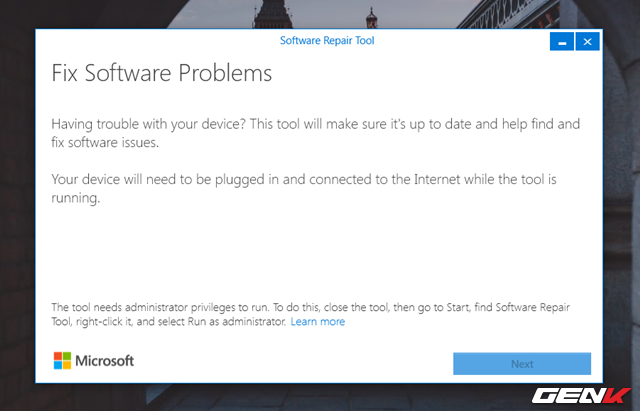 Software Repair Tool
Fix Software Problems
Having trouble with your device? This tool will make sure it's up to date and help find and
fix software issues.
Your device will need to be plugged in and connected to the Internet while the tool is
running.
The tool needs administrator privileges to run. To do this, close the tool, then go to Start, find Software Repair
Tool, right-click it, and select Run as administrator. Learn more
Microsoft
Next
GENK